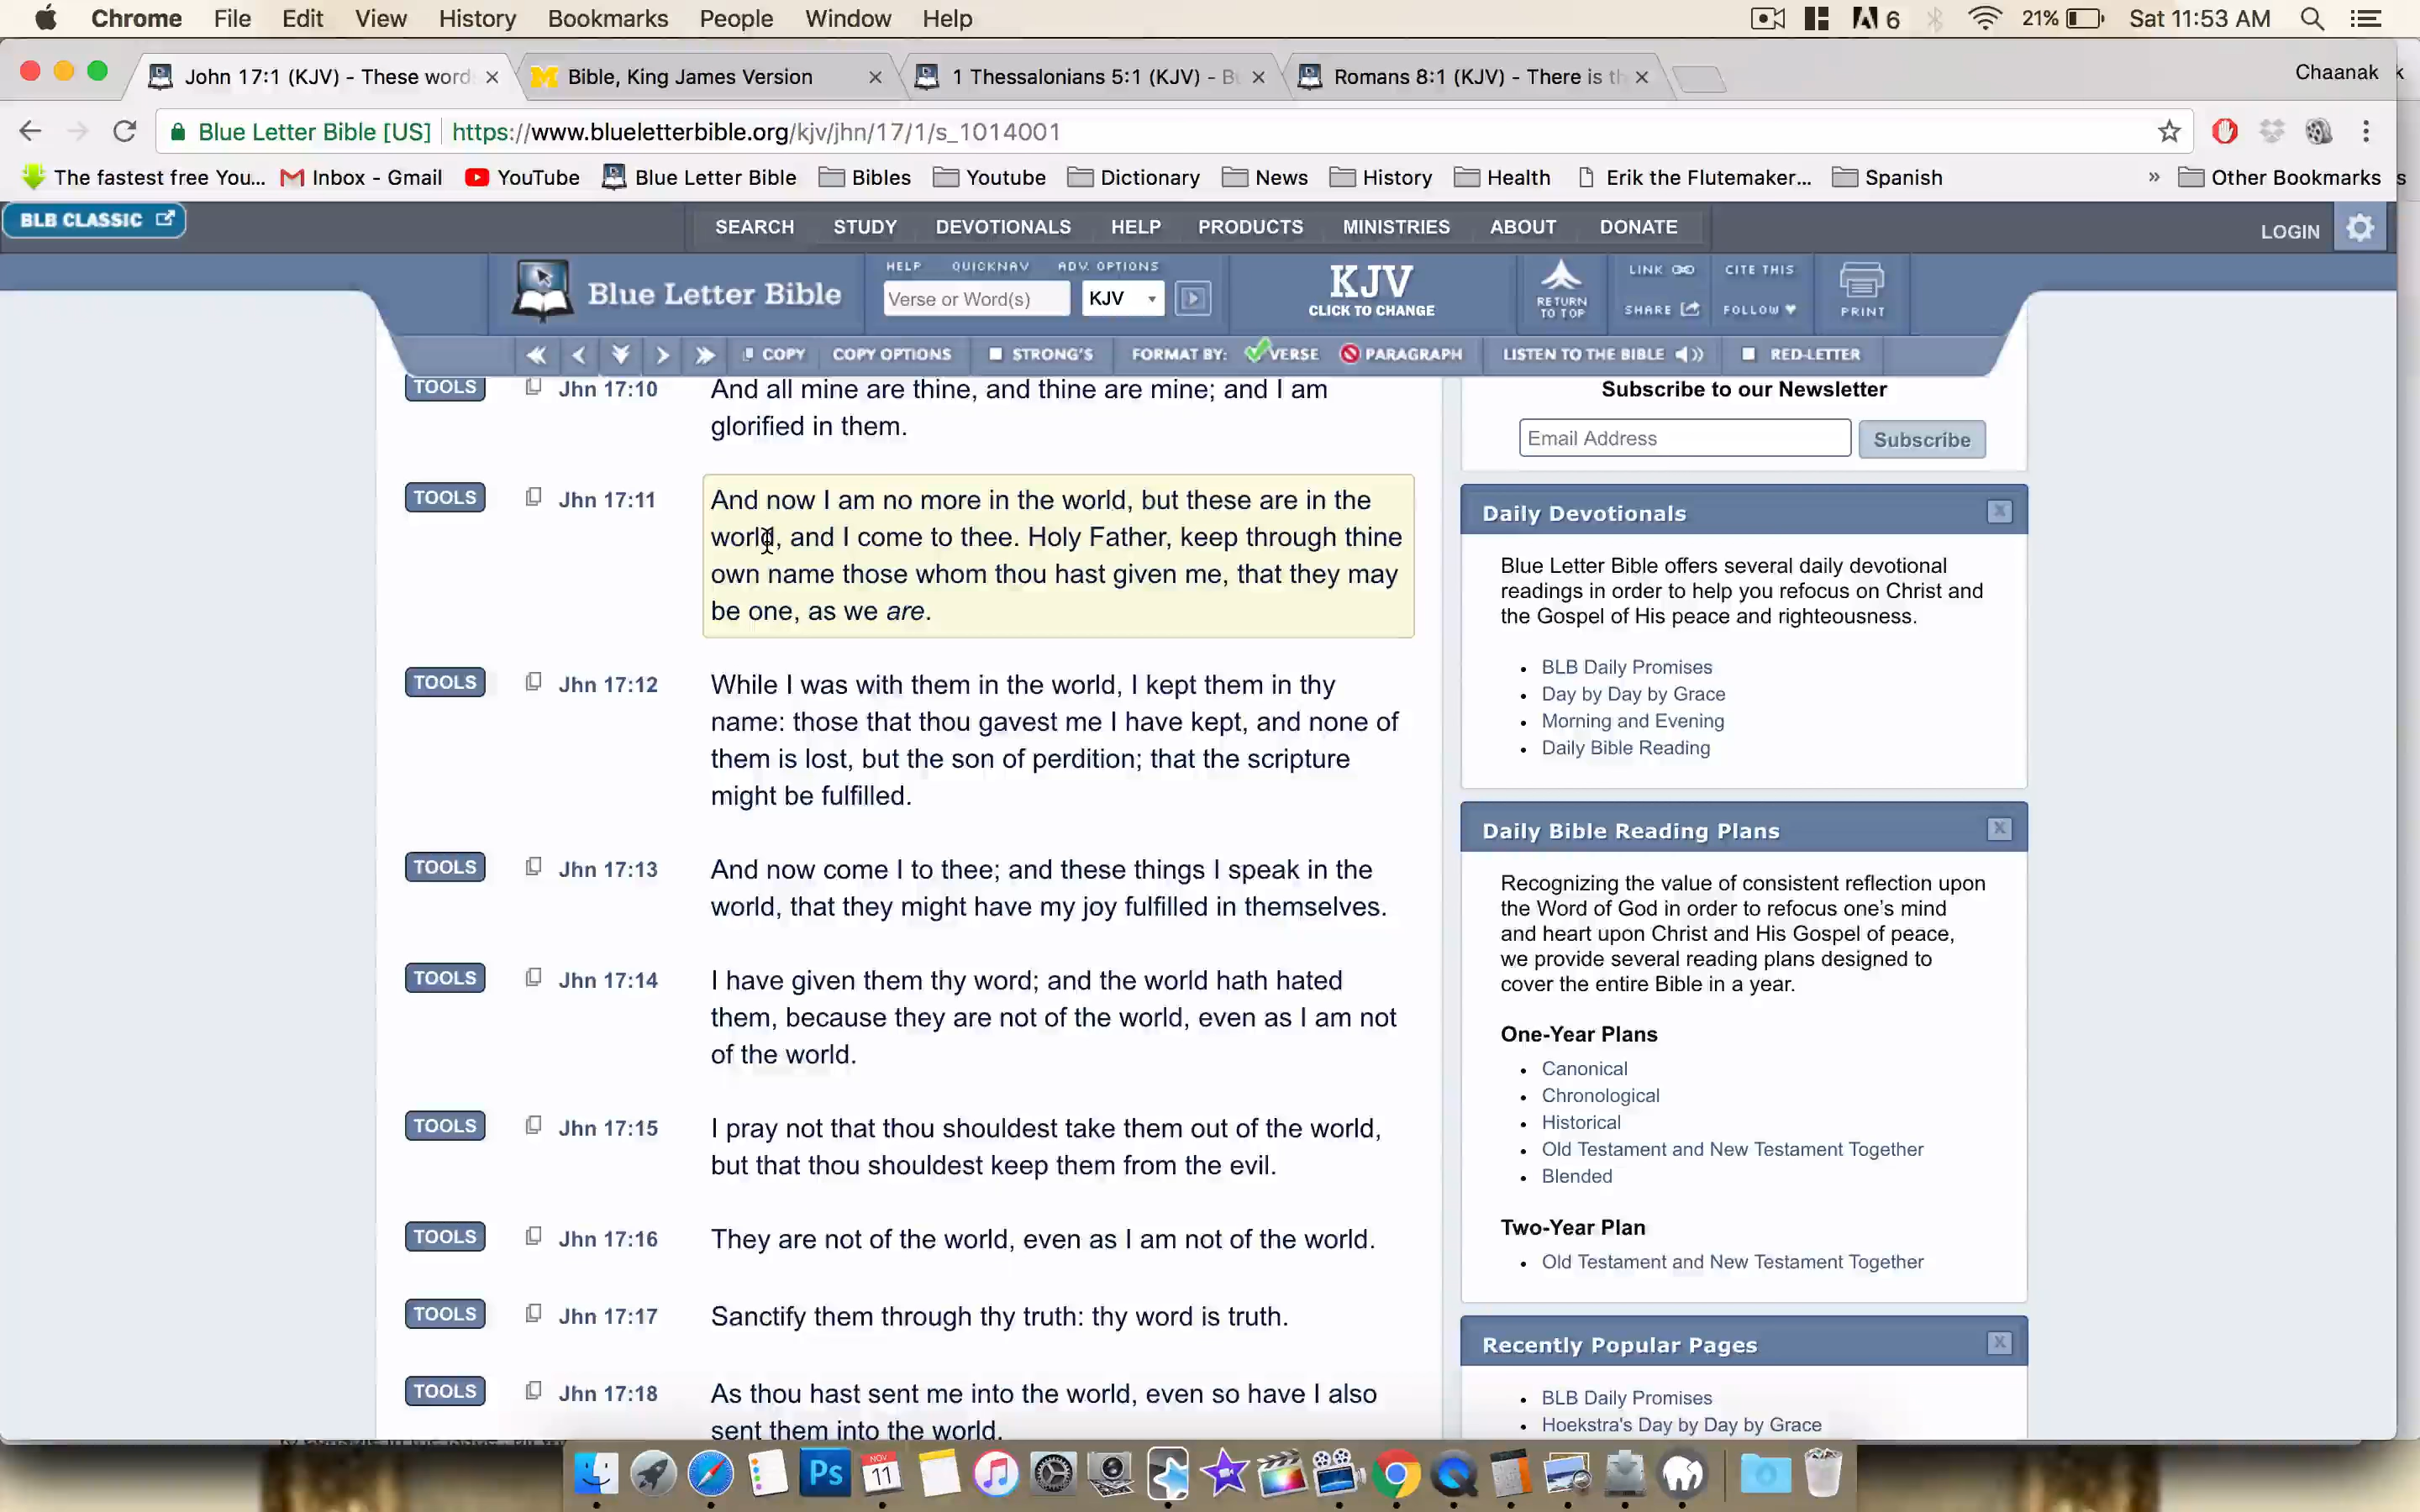 Chrome File Edit View History Bookmarks People Window Help 6 21% Sat 11:53 AM
John 17:1 (KJV) - These word Bible, King James Version 1 Thessalonians 5:1 (KJV) - B Romans 8:1 (KJV) - There is th Chaanak
Blue Letter Bible [US] https://www.blueletterbible.org/kjv/jhn/17/1/s_1014001
The fastest free You... Inbox - Gmail YouTube Blue Letter Bible Bibles Youtube Dictionary News History Health Erik the Flutemaker... Spanish » Other Bookmarks
BLB CLASSIC SEARCH STUDY DEVOTIONALS HELP PRODUCTS MINISTRIES ABOUT DONATE LOGIN
HELP QUICKNAV ADV. OPTIONS
Blue Letter Bible Verse or Word(s) KJV
KJV
CLICK TO CHANGE
RETURN
TO TOP
LINK CITE THIS
SHARE FOLLOW PRINT
COPY COPY OPTIONS STRONG'S FORMAT BY: VERSE PARAGRAPH LISTEN TO THE BIBLE RED-LETTER
TOOLS Jhn 17:10 And all mine are thine, and thine are mine; and I am
glorified in them.
TOOLS Jhn 17:11 And now I am no more in the world, but these are in the
world, and I come to thee. Holy Father, keep through thine
own name those whom thou hast given me, that they may
be one, as we are.
TOOLS Jhn 17:12 While I was with them in the world, I kept them in thy
name: those that thou gavest me I have kept, and none of
them is lost, but the son of perdition; that the scripture
might be fulfilled.
TOOLS Jhn 17:13 And now come I to thee; and these things I speak in the
world, that they might have my joy fulfilled in themselves.
TOOLS Jhn 17:14 I have given them thy word; and the world hath hated
them, because they are not of the world, even as I am not
of the world.
TOOLS Jhn 17:15 I pray not that thou shouldest take them out of the world,
but that thou shouldest keep them from the evil.
TOOLS Jhn 17:16 They are not of the world, even as I am not of the world.
TOOLS Jhn 17:17 Sanctify them through thy truth: thy word is truth.
TOOLS Jhn 17:18 As thou hast sent me into the world, even so have I also
sent them into the world.
Subscribe to our Newsletter
Email Address Subscribe
Daily Devotionals X
Blue Letter Bible offers several daily devotional
readings in order to help you refocus on Christ and
the Gospel of His peace and righteousness.
• BLB Daily Promises
• Day by Day by Grace
• Morning and Evening
• Daily Bible Reading
Daily Bible Reading Plans X
Recognizing the value of consistent reflection upon
the Word of God in order to refocus one's mind
and heart upon Christ and His Gospel of peace,
we provide several reading plans designed to
cover the entire Bible in a year.
One-Year Plans
• Canonical
• Chronological
• Historical
• Old Testament and New Testament Together
• Blended
Two-Year Plan
• Old Testament and New Testament Together
Recently Popular Pages X
• BLB Daily Promises
• Hoekstra's Day by Day by Grace
Ps NOV
11